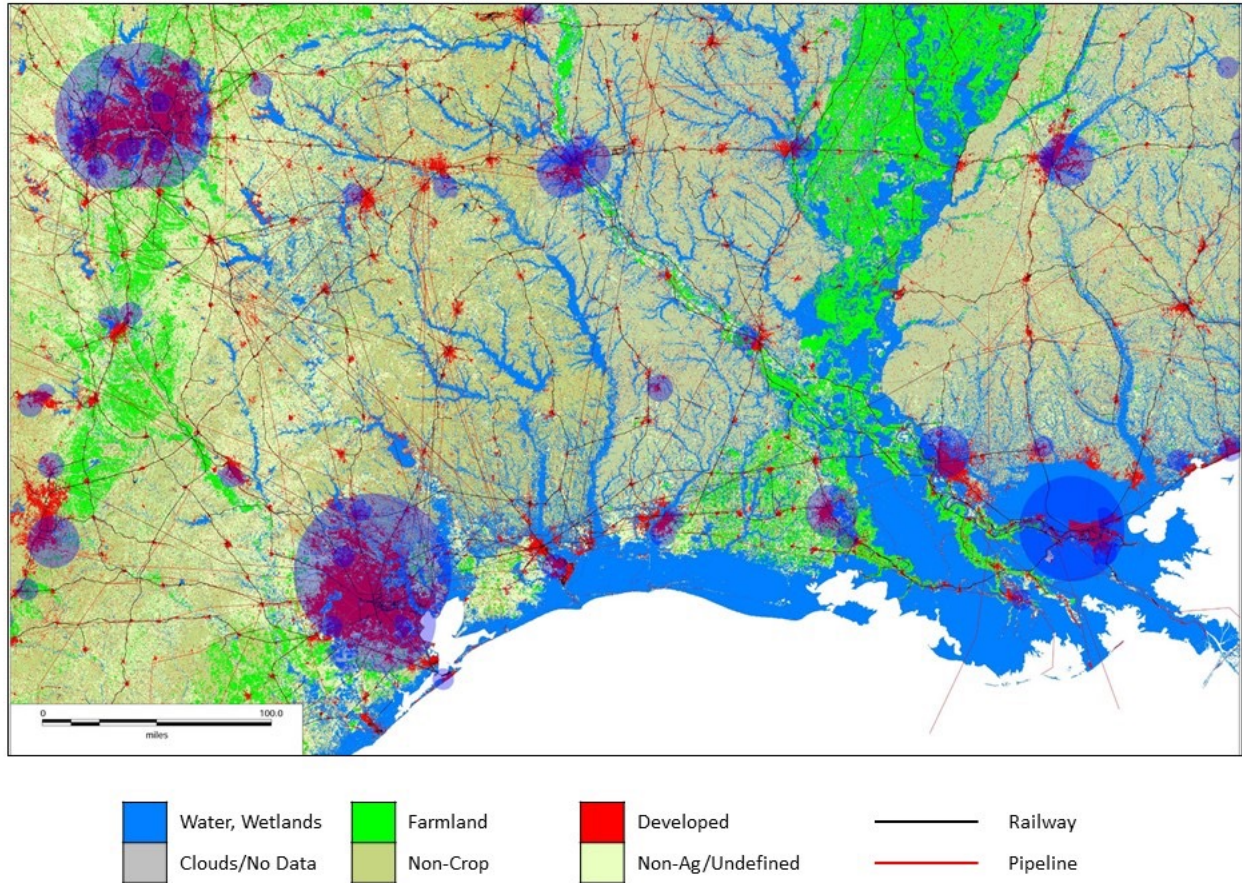 0 100.0
miles
Water, Wetlands Farmland Developed Railway
Clouds/No Data Non-Crop Non-Ag/Undefined Pipeline